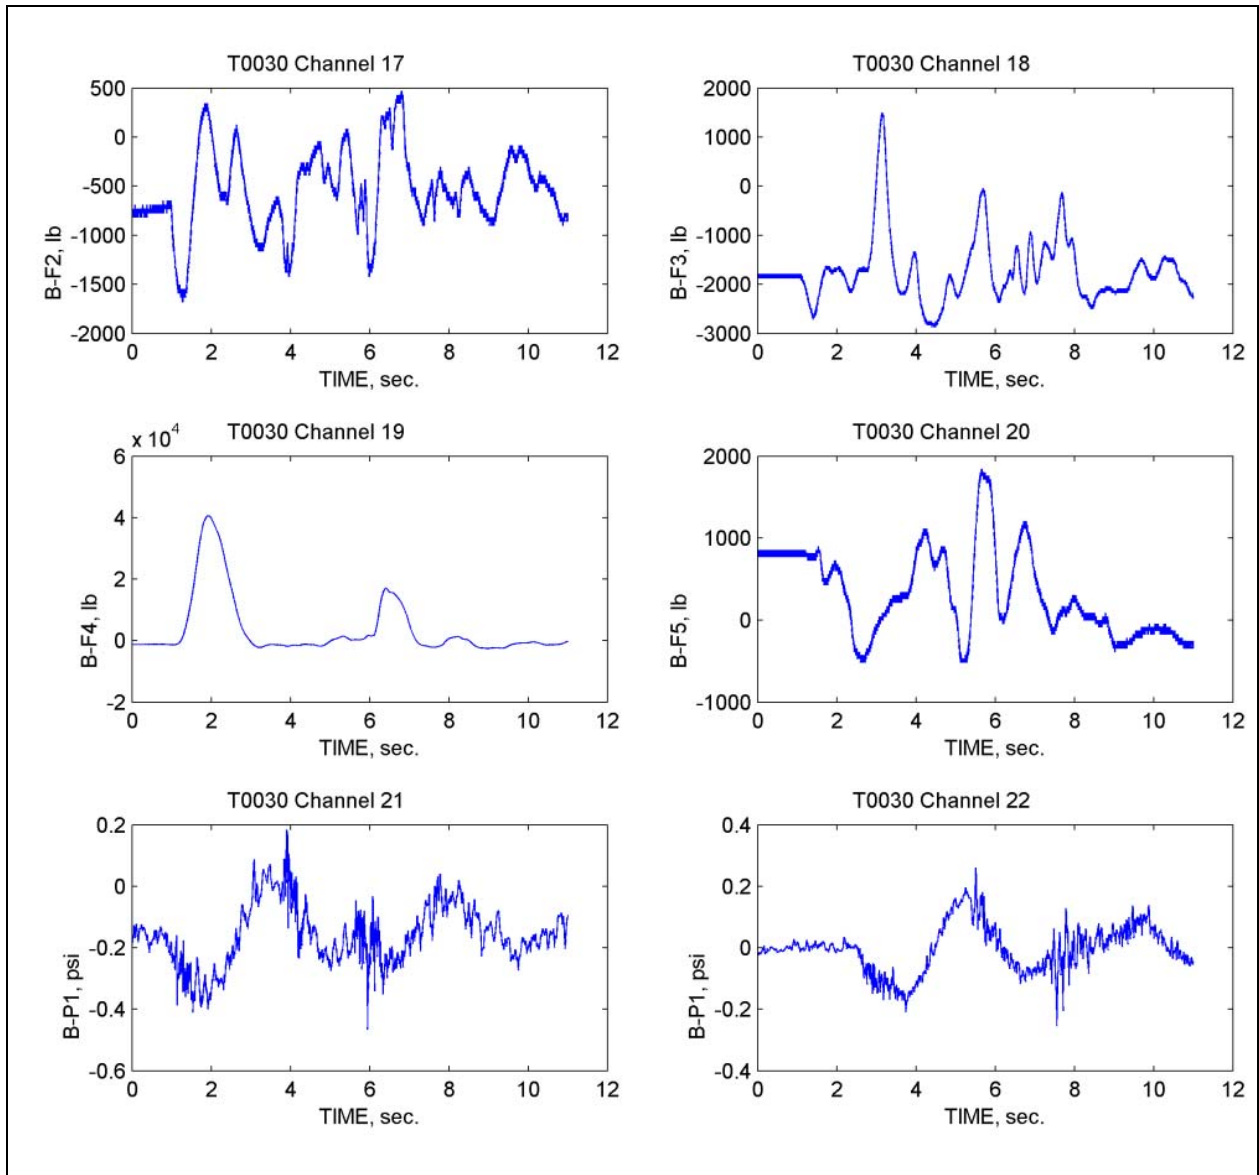 T0030 Channel 17
500
0
-500
-1000
-1500
-2000
B-F2, lb
0 2 4 6 8 10 12
TIME, sec.
T0030 Channel 18
2000
1000
0
-1000
-2000
-3000
B-F3, lb
0 2 4 6 8 10 12
TIME, sec.
T0030 Channel 19
x 10^4
6
4
2
0
-2
B-F4, lb
0 2 4 6 8 10 12
TIME, sec.
T0030 Channel 20
2000
1000
0
-1000
B-F5, lb
0 2 4 6 8 10 12
TIME, sec.
T0030 Channel 21
0.2
0
-0.2
-0.4
-0.6
B-P1, psi
0 2 4 6 8 10 12
TIME, sec.
T0030 Channel 22
0.4
0.2
0
-0.2
-0.4
B-P1, psi
0 2 4 6 8 10 12
TIME, sec.